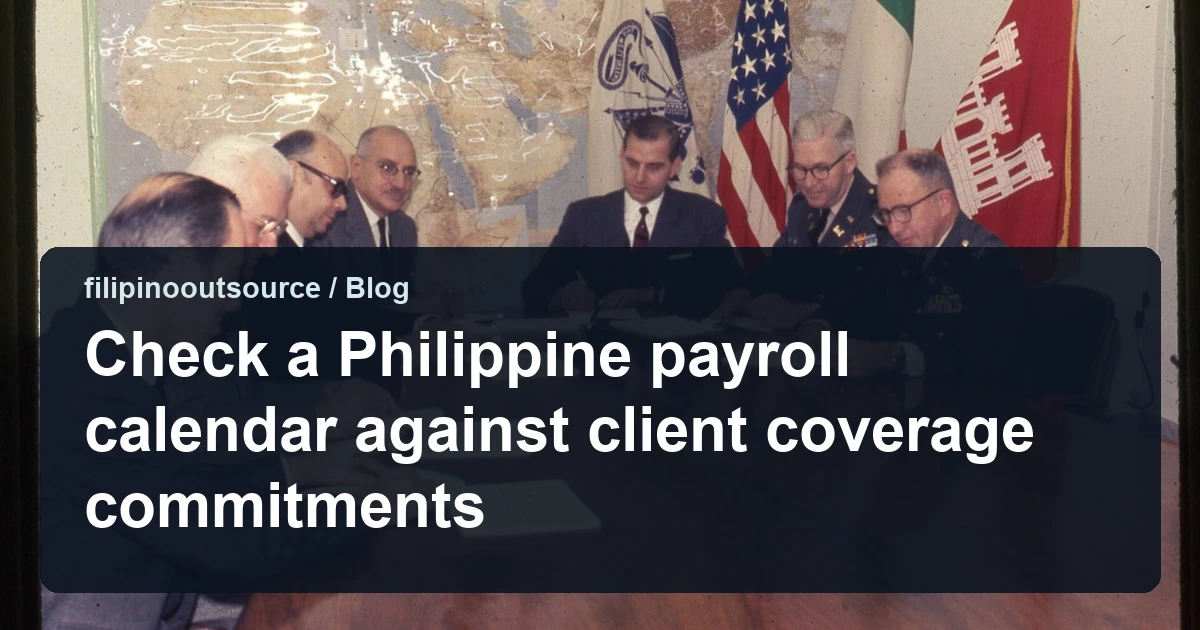 filipinooutsource / Blog
Check a Philippine payroll
calendar against client coverage
commitments